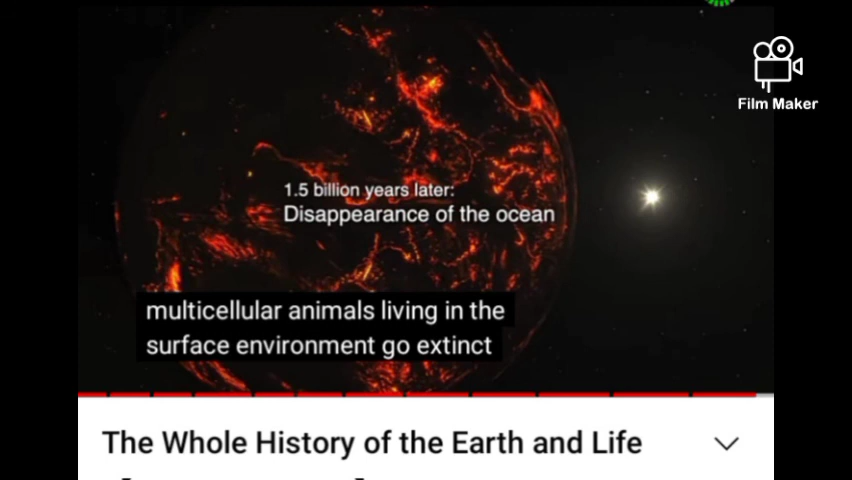 Film Maker
1.5 billion years later:
Disappearance of the ocean
multicellular animals living in the
surface environment go extinct
The Whole History of the Earth and Life